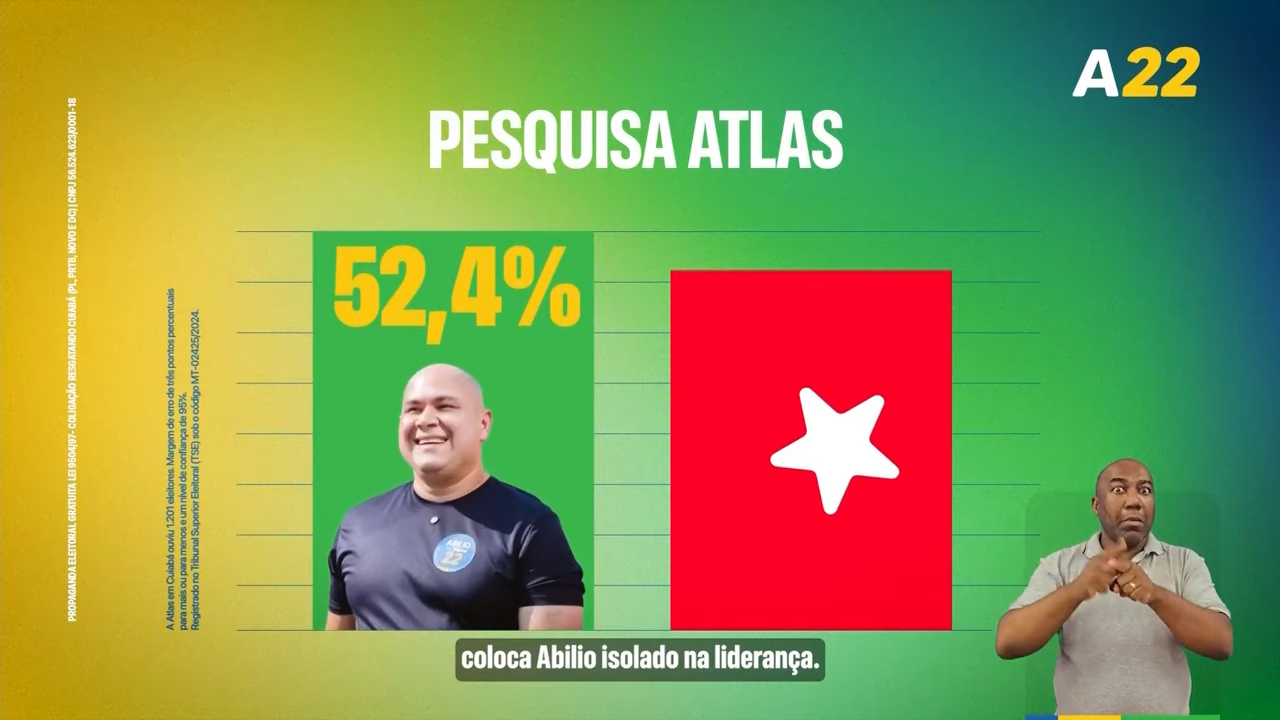 A22
PESQUISA ATLAS
52,4%
PROPAGANDA ELEITORAL GRATUITA LEI 9504/97 - COLIGAÇÃO RESGATANDO CUIABÁ (PL, PRTB, NOVO E DC) | CNPJ 56.524.623/0001-18
A Atlas em Cuiabá ouviu 1.201 eleitores. Margem de erro de três pontos percentuais
para mais ou para menos e um nível de confiança de 95%.
Registrado no Tribunal Superior Eleitoral (TSE) sob o código MT-02425/2024.
ABILIO
22
coloca Abilio isolado na liderança.